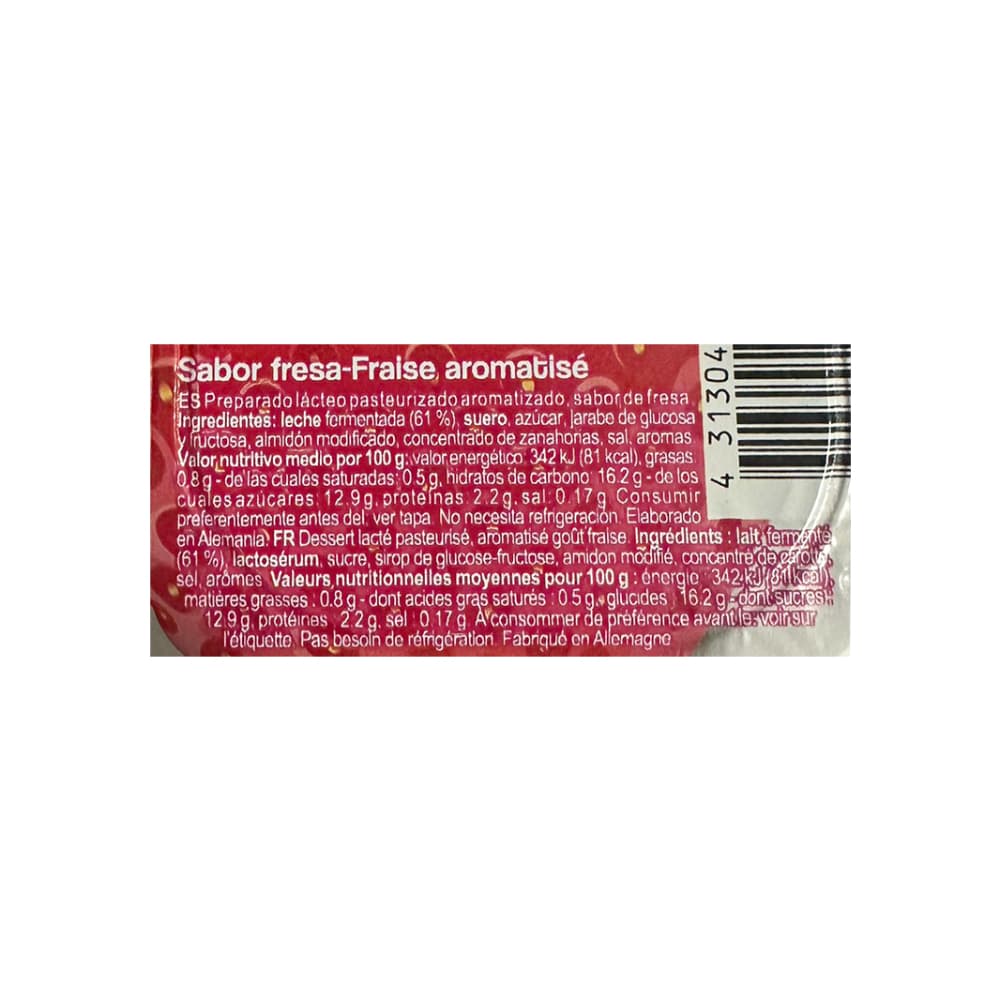 Sabor fresa-Fraise aromatisé
ES Preparado lácteo pasteurizado aromatizado, sabor de fresa
Ingredientes: leche fermentada (61 %), suero, azúcar, jarabe de glucosa
y fructosa, almidón modificado, concentrado de zanahorias, sal, aromas
Valor nutritivo medio por 100 g: valor energético: 342 kJ (81 kcal), grasas:
0,8 g - de las cuales saturadas: 0,5 g, hidratos de carbono: 16,2 g - de los
cuales azúcares: 12,9 g, proteínas: 2,2 g, sal: 0,17 g. Consumir
preferentemente antes del: ver tapa. No necesita refrigeración. Elaborado
en Alemania. FR Dessert lacté pasteurisé, aromatisé goût fraise. Ingrédients : lait fermenté
(61 %), lactosérum, sucre, sirop de glucose-fructose, amidon modifié, concentré de carotte,
sel, arômes. Valeurs nutritionnelles moyennes pour 100 g : énergie : 342 kJ (81 kcal),
matières grasses : 0,8 g - dont acides gras saturés : 0,5 g, glucides : 16,2 g - dont sucres :
12,9 g, protéines : 2,2 g, sel : 0,17 g. A consommer de préférence avant le: voir sur
l'étiquette. Pas besoin de réfrigération. Fabriqué en Allemagne
4 31304